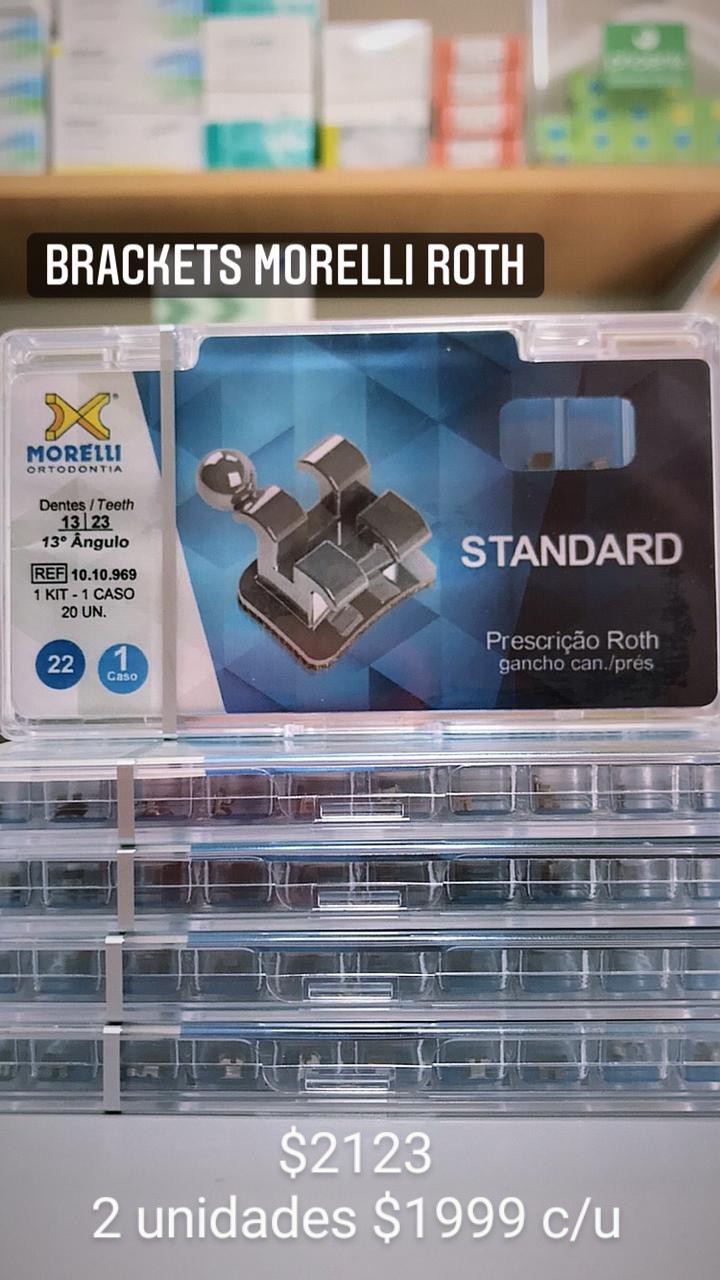 BRACKETS MORELLI ROTH
MORELLI
ORTODONTIA
Dentes / Teeth
13|23
13º Ângulo
REF 10.10.969
1 KIT - 1 CASO
20 UN.
22
1
Caso
STANDARD
Prescrição Roth
gancho can./prés
$2123
2 unidades $1999 c/u